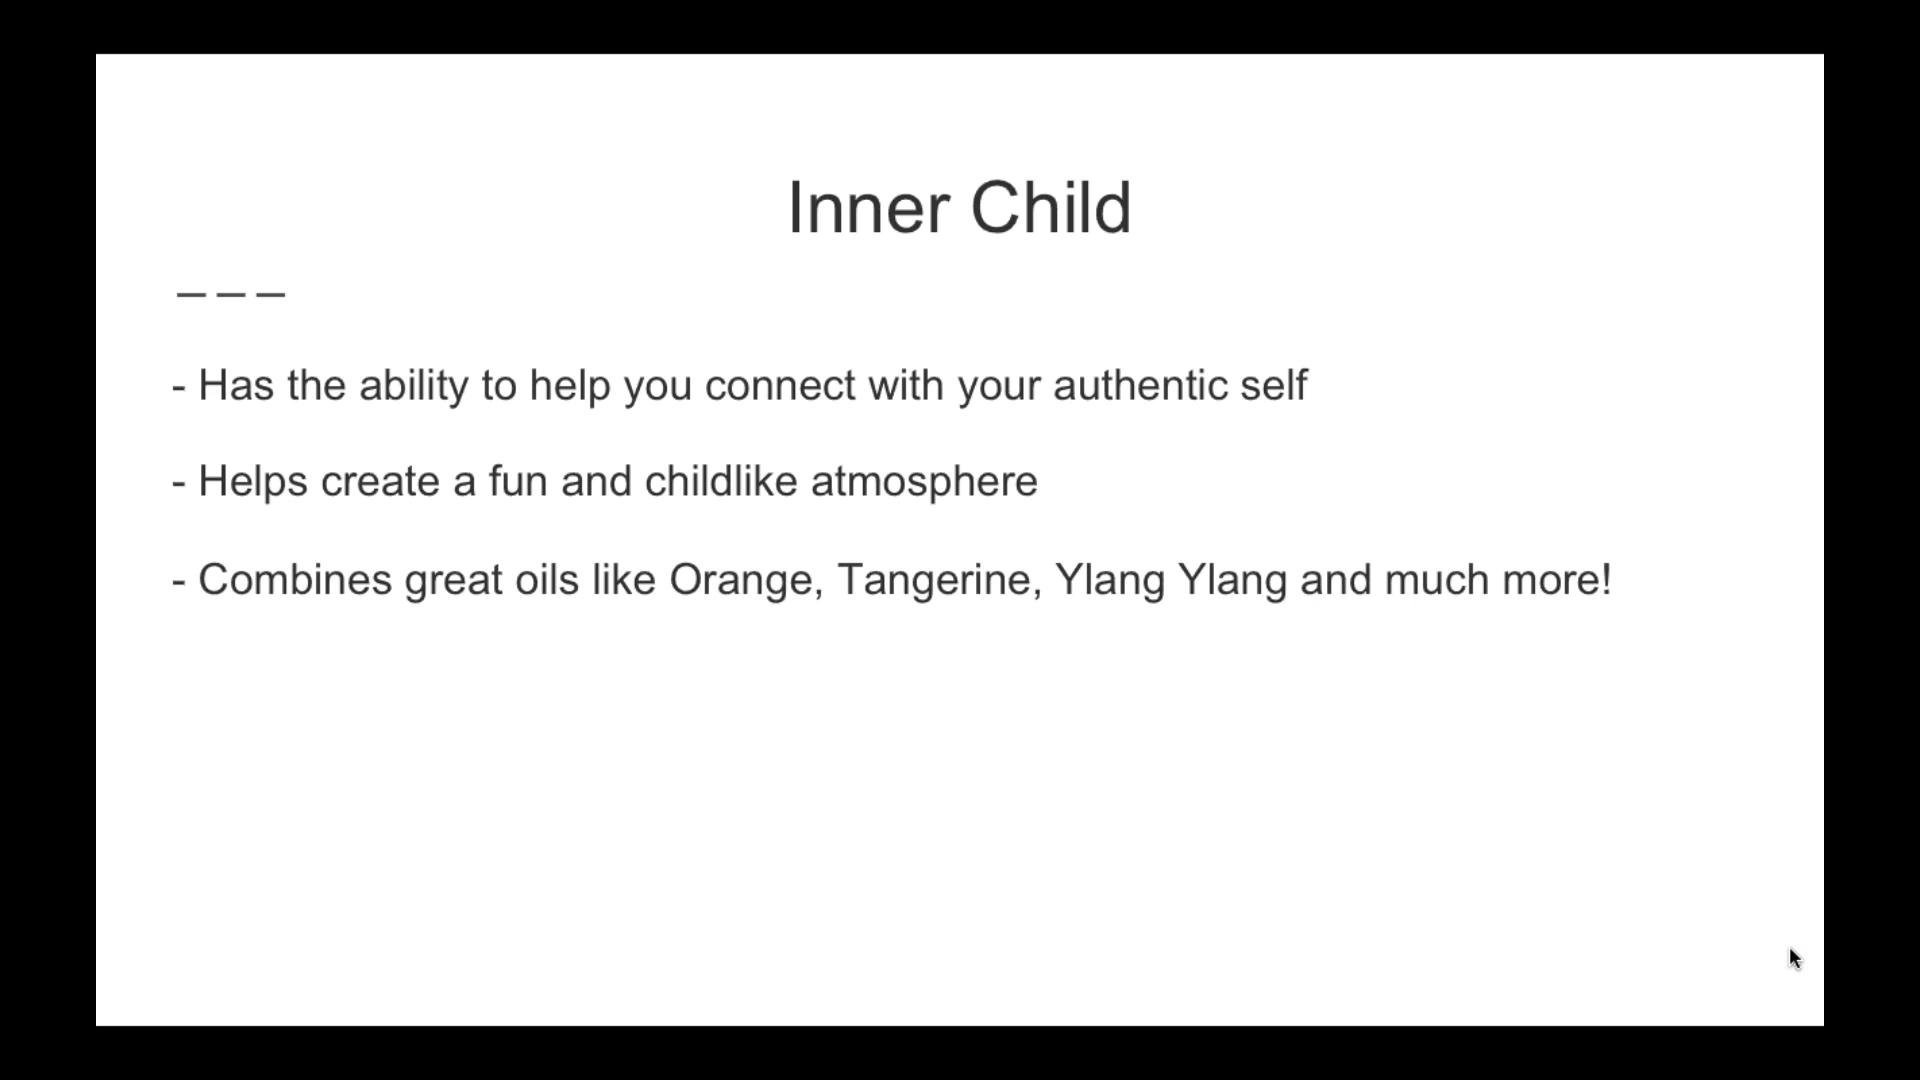 Inner Child
– – –
- Has the ability to help you connect with your authentic self
- Helps create a fun and childlike atmosphere
- Combines great oils like Orange, Tangerine, Ylang Ylang and much more!